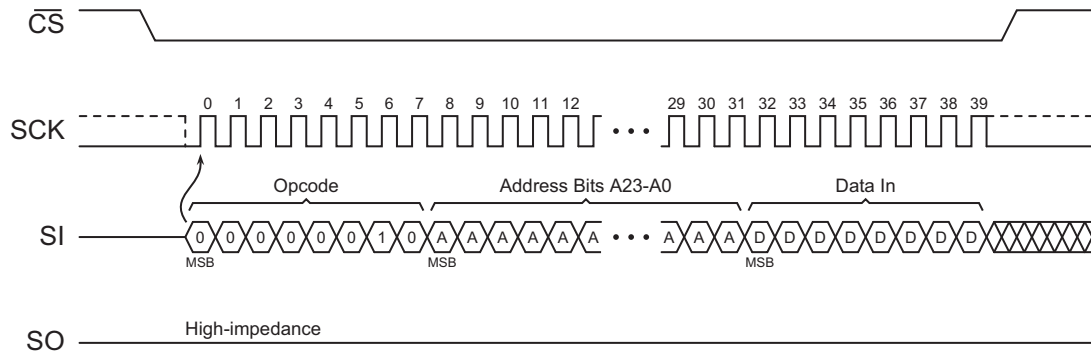 CS
0 1 2 3 4 5 6 7 8 9 10 11 12 29 30 31 32 33 34 35 36 37 38 39
SCK • • •
Opcode Address Bits A23-A0 Data In
SI 0 0 0 0 0 0 1 0 A A A A A A • • • A A A D D D D D D D D
MSB MSB MSB
High-impedance
SO